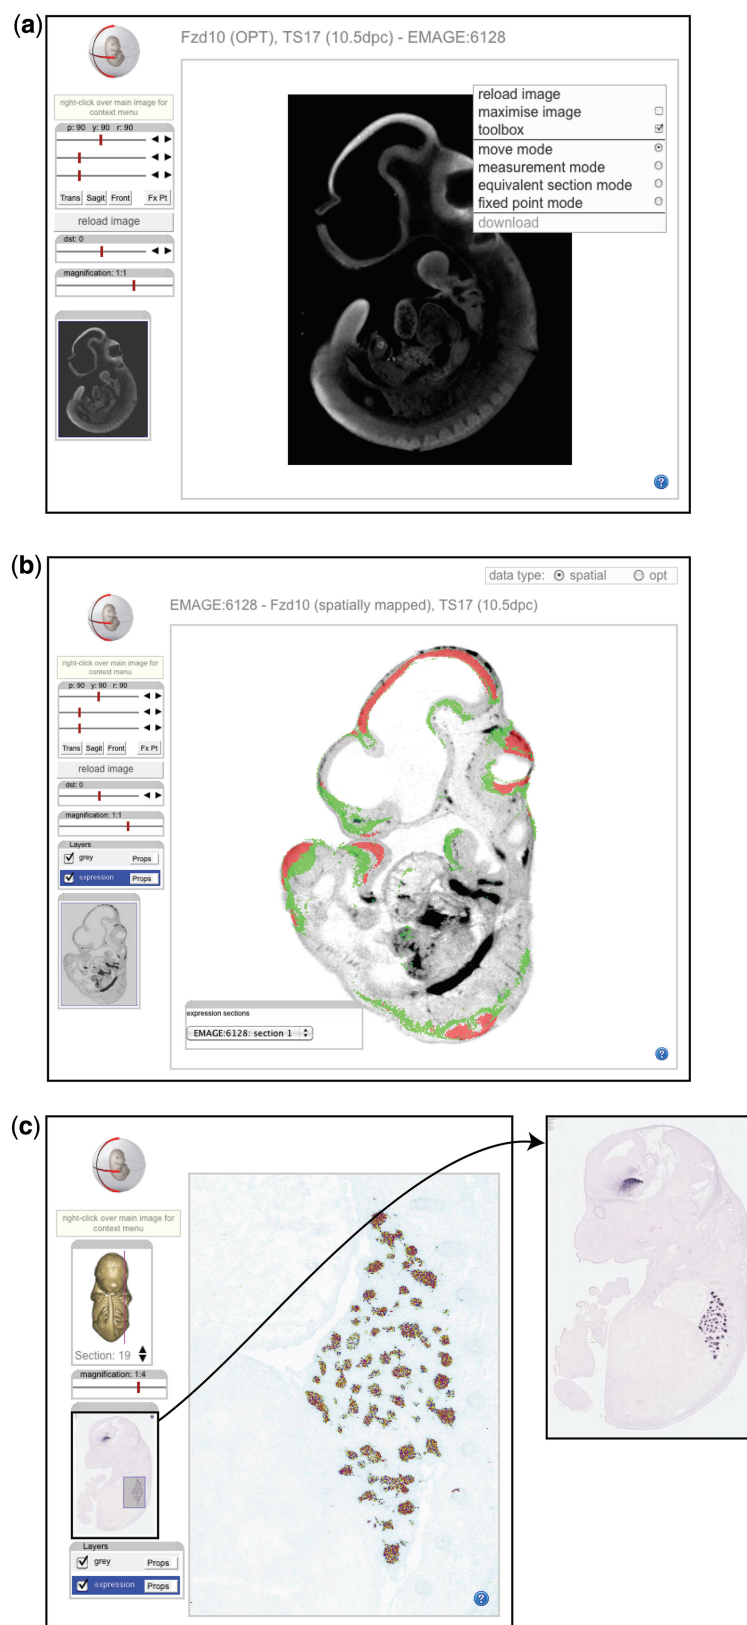 (a)
Fzd10 (OPT), TS17 (10.5dpc) - EMAGE:6128
right-click over main image for
context menu
p: 90 y: 90 r: 90
Trans Sagit Front Fx Pt
reload image
dst: 0
magnification: 1:1
reload image
maximise image
toolbox
move mode
measurement mode
equivalent section mode
fixed point mode
download
?
(b)
data type: spatial opt
EMAGE:6128 - Fzd10 (spatially mapped), TS17 (10.5dpc)
right-click over main image for
context menu
p: 90 y: 90 r: 90
Trans Sagit Front Fx Pt
reload image
dst: 0
magnification: 1:1
Layers
grey Props
expression Props
expression sections
EMAGE:6128: section 1
?
(c)
right-click over main image for
context menu
Section: 19
magnification: 1:4
Layers
grey Props
expression Props
?